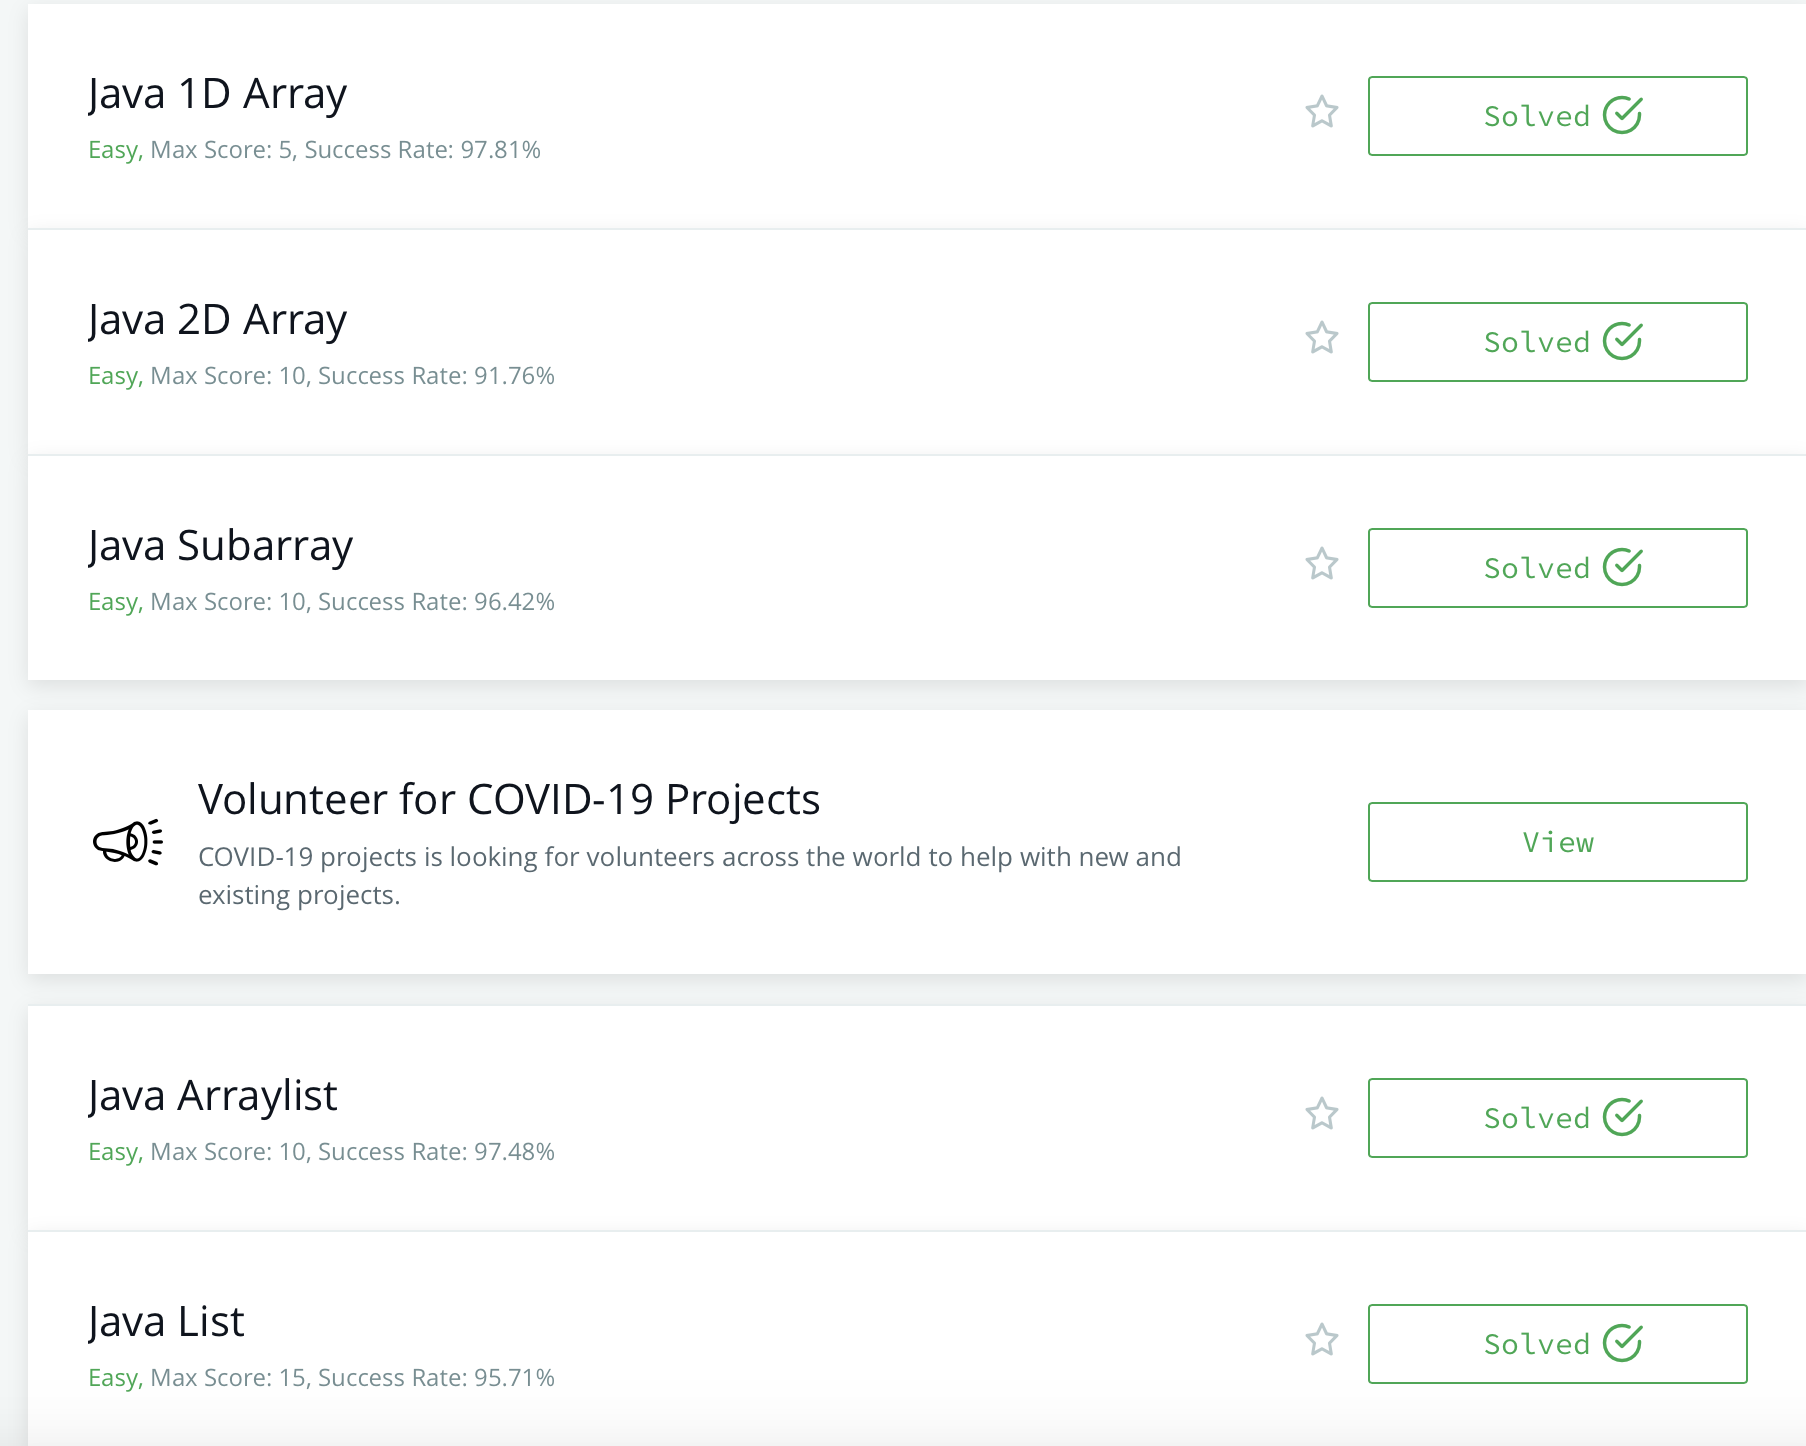 Java 1D Array
Easy, Max Score: 5, Success Rate: 97.81%
Solved
Java 2D Array
Easy, Max Score: 10, Success Rate: 91.76%
Solved
Java Subarray
Easy, Max Score: 10, Success Rate: 96.42%
Solved
Volunteer for COVID-19 Projects
COVID-19 projects is looking for volunteers across the world to help with new and
existing projects.
View
Java Arraylist
Easy, Max Score: 10, Success Rate: 97.48%
Solved
Java List
Easy, Max Score: 15, Success Rate: 95.71%
Solved